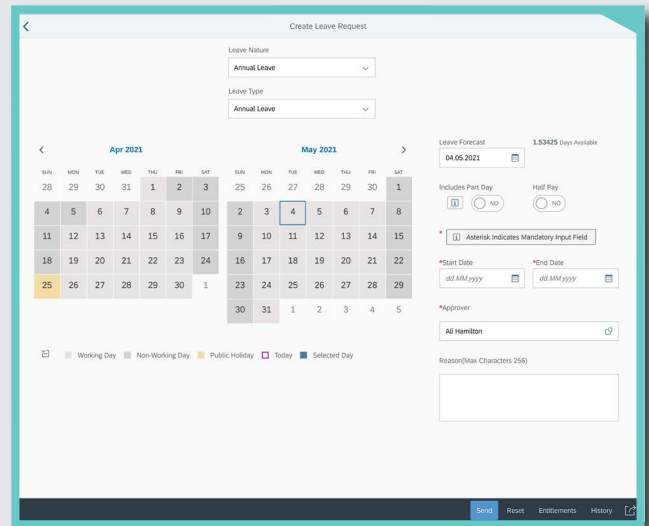 Create Leave Request
Leave Nature
Annual Leave
Leave Type
Annual Leave
Apr 2021
SUN MON TUE WED THU FRI SAT
28 29 30 31 1 2 3
4 5 6 7 8 9 10
11 12 13 14 15 16 17
18 19 20 21 22 23 24
25 26 27 28 29 30 1
May 2021
SUN MON TUE WED THU FRI SAT
25 26 27 28 29 30 1
2 3 4 5 6 7 8
9 10 11 12 13 14 15
16 17 18 19 20 21 22
23 24 25 26 27 28 29
30 31 1 2 3 4 5
Working Day Non-Working Day Public Holiday Today Selected Day
Leave Forecast 1.53425 Days Available
04.05.2021
Includes Part Day Half Pay
NO NO
* Asterisk Indicates Mandatory Input Field
*Start Date *End Date
dd.MM.yyyy dd.MM.yyyy
*Approver
Ali Hamilton
Reason(Max Characters 256)
Send Reset Entitlements History